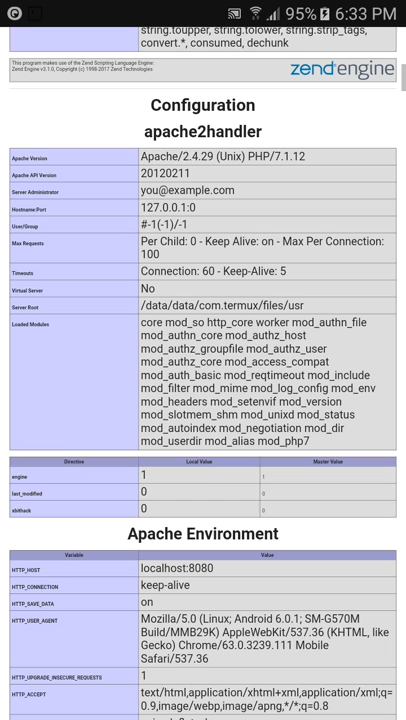 95% 6:33 PM
string.toupper, string.tolower, string.strip_tags,
convert.*, consumed, dechunk
This program makes use of the Zend Scripting Language Engine:
Zend Engine v3.1.0, Copyright (c) 1998-2017 Zend Technologies
zend engine
Configuration
apache2handler
Apache Version Apache/2.4.29 (Unix) PHP/7.1.12
Apache API Version 20120211
Server Administrator you@example.com
Hostname:Port 127.0.0.1:0
User/Group #-1(-1)/-1
Max Requests Per Child: 0 - Keep Alive: on - Max Per Connection:
100
Timeouts Connection: 60 - Keep-Alive: 5
Virtual Server No
Server Root /data/data/com.termux/files/usr
Loaded Modules core mod_so http_core worker mod_authn_file
mod_authn_core mod_authz_host
mod_authz_groupfile mod_authz_user
mod_authz_core mod_access_compat
mod_auth_basic mod_reqtimeout mod_include
mod_filter mod_mime mod_log_config mod_env
mod_headers mod_setenvif mod_version
mod_slotmem_shm mod_unixd mod_status
mod_autoindex mod_negotiation mod_dir
mod_userdir mod_alias mod_php7
Directive Local Value Master Value
engine 1 1
last_modified 0 0
xbithack 0 0
Apache Environment
Variable Value
HTTP_HOST localhost:8080
HTTP_CONNECTION keep-alive
HTTP_SAVE_DATA on
HTTP_USER_AGENT Mozilla/5.0 (Linux; Android 6.0.1; SM-G570M
Build/MMB29K) AppleWebKit/537.36 (KHTML, like
Gecko) Chrome/63.0.3239.111 Mobile
Safari/537.36
HTTP_UPGRADE_INSECURE_REQUESTS 1
HTTP_ACCEPT text/html,application/xhtml+xml,application/xml;q=
0.9,image/webp,image/apng,*/*;q=0.8